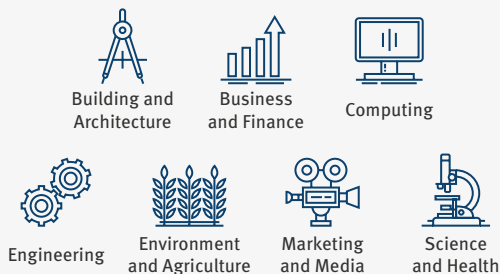 Building and
Architecture
Business
and Finance
Computing
Engineering
Environment
and Agriculture
Marketing
and Media
Science
and Health